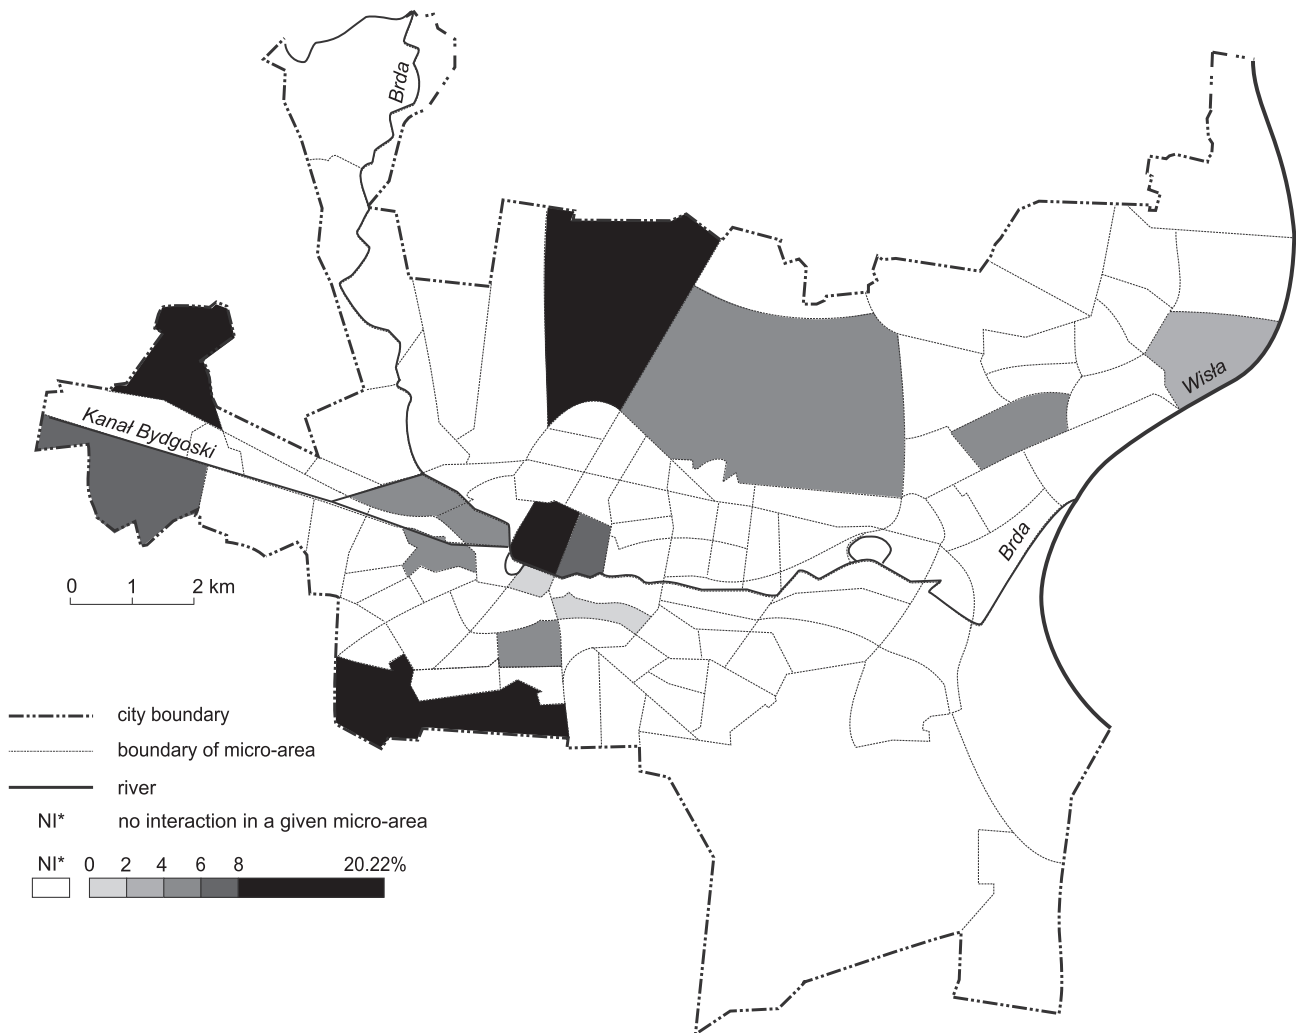 Brda
Wisła
Kanał Bydgoski
Brda
0 1 2 km
city boundary
boundary of micro-area
river
NI* no interaction in a given micro-area
NI* 0 2 4 6 8 20.22%